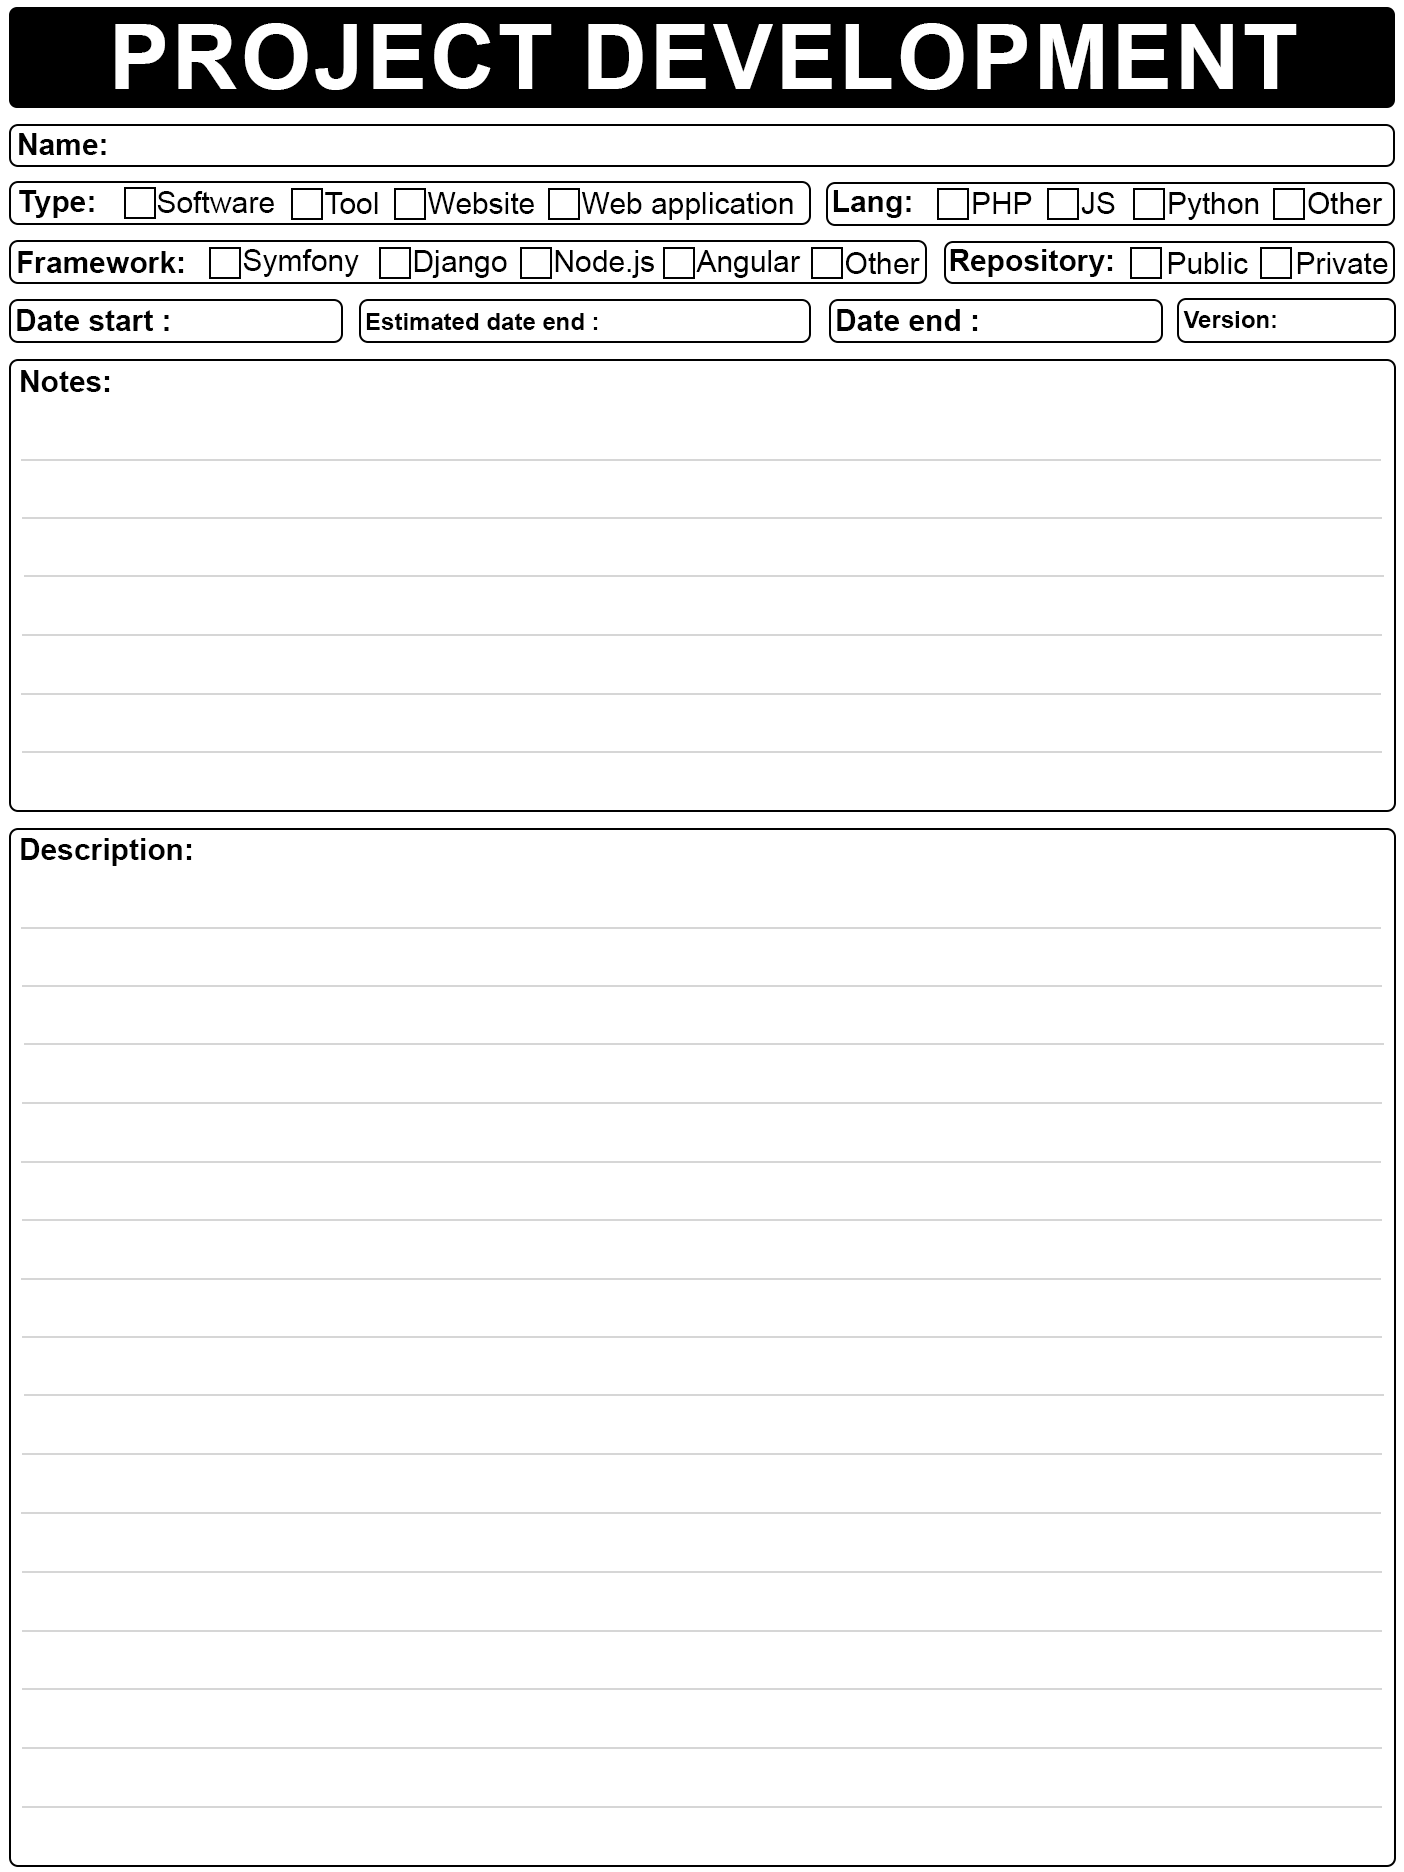 PROJECT DEVELOPMENT
Name:
Type: Software Tool Website Web application Lang: PHP JS Python Other
Framework: Symfony Django Node.js Angular Other Repository: Public Private
Date start : Estimated date end : Date end : Version:
Notes:
Description: